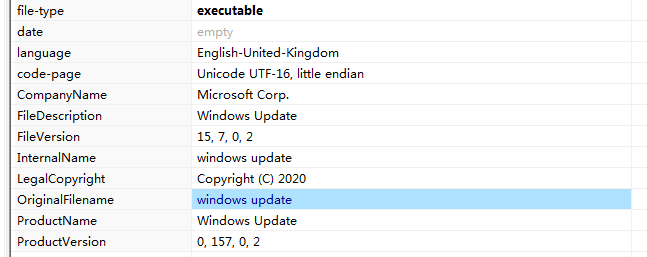 file-type executable
date empty
language English-United-Kingdom
code-page Unicode UTF-16, little endian
CompanyName Microsoft Corp.
FileDescription Windows Update
FileVersion 15, 7, 0, 2
InternalName windows update
LegalCopyright Copyright (C) 2020
OriginalFilename windows update
ProductName Windows Update
ProductVersion 0, 157, 0, 2